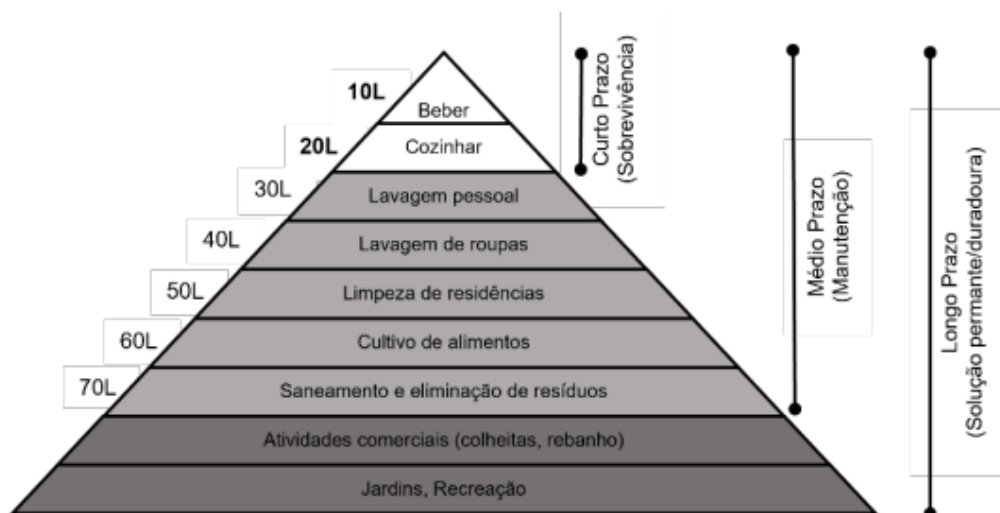 10L
Beber
20L
Cozinhar
30L
Lavagem pessoal
40L
Lavagem de roupas
50L
Limpeza de residências
60L
Cultivo de alimentos
70L
Saneamento e eliminação de resíduos
Atividades comerciais (colheitas, rebanho)
Jardins, Recreação
Curto Prazo
(Sobrevivência)
Médio Prazo
(Manutenção)
Longo Prazo
(Solução permante/duradoura)